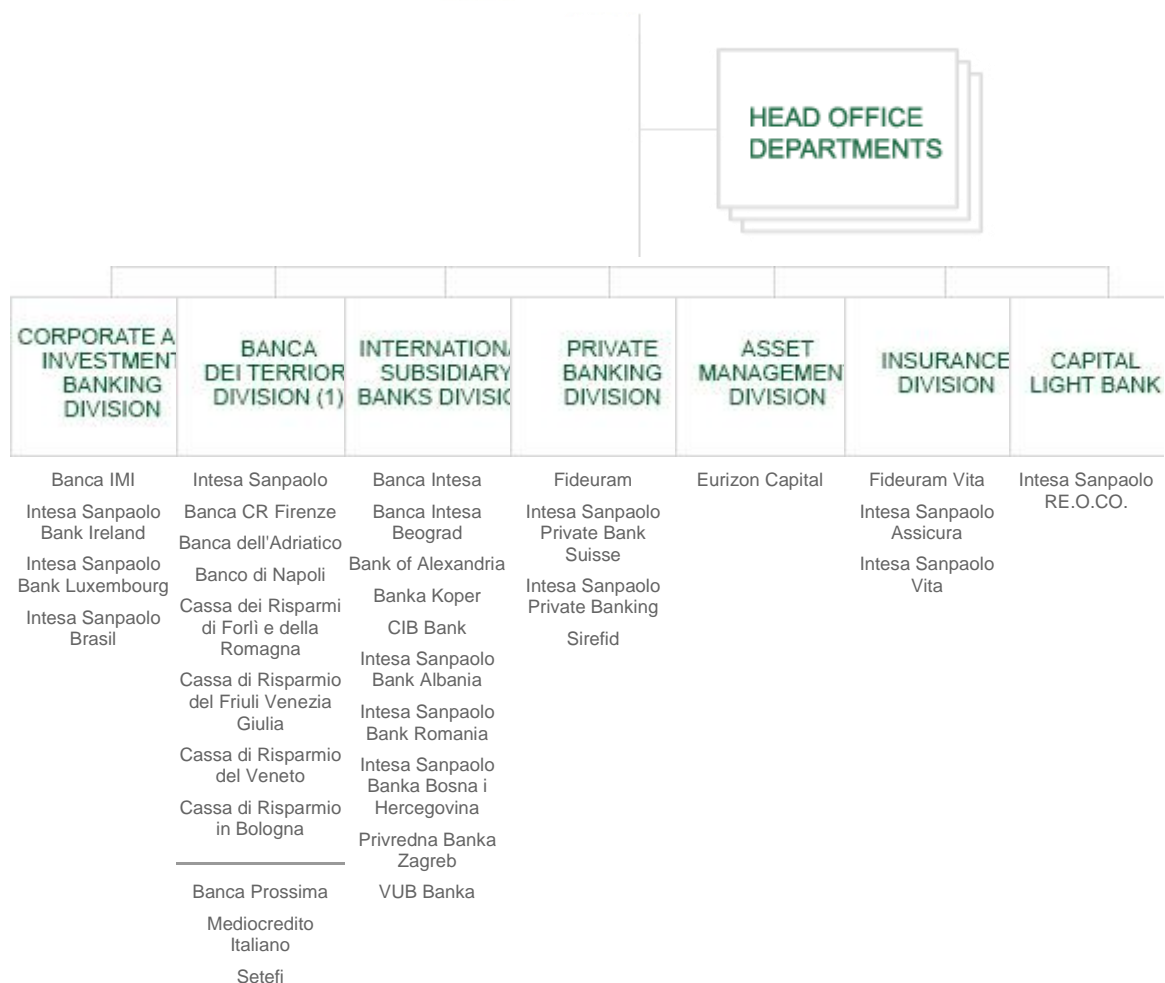 HEAD OFFICE
DEPARTMENTS
CORPORATE A
INVESTMENT
BANKING
DIVISION
BANCA
DEI TERRIOR
DIVISION (1)
INTERNATIONA
SUBSIDIARY
BANKS DIVISIO
PRIVATE
BANKING
DIVISION
ASSET
MANAGEMEN
DIVISION
INSURANCE
DIVISION
CAPITAL
LIGHT BANK
Banca IMI
Intesa Sanpaolo
Bank Ireland
Intesa Sanpaolo
Bank Luxembourg
Intesa Sanpaolo
Brasil
Intesa Sanpaolo
Banca CR Firenze
Banca dell'Adriatico
Banco di Napoli
Cassa dei Risparmi
di Forlì e della
Romagna
Cassa di Risparmio
del Friuli Venezia
Giulia
Cassa di Risparmio
del Veneto
Cassa di Risparmio
in Bologna
Banca Prossima
Mediocredito
Italiano
Setefi
Banca Intesa
Banca Intesa
Beograd
Bank of Alexandria
Banka Koper
CIB Bank
Intesa Sanpaolo
Bank Albania
Intesa Sanpaolo
Bank Romania
Intesa Sanpaolo
Banka Bosna i
Hercegovina
Privredna Banka
Zagreb
VUB Banka
Fideuram
Intesa Sanpaolo
Private Bank
Suisse
Intesa Sanpaolo
Private Banking
Sirefid
Eurizon Capital
Fideuram Vita
Intesa Sanpaolo
Assicura
Intesa Sanpaolo
Vita
Intesa Sanpaolo
RE.O.CO.